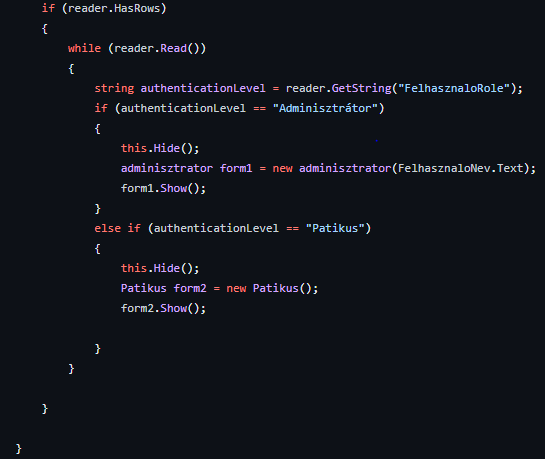 if (reader.HasRows)
{
while (reader.Read())
{
string authenticationLevel = reader.GetString("FelhasznaloRole");
if (authenticationLevel == "Adminisztrátor")
{
this.Hide();
adminisztrator form1 = new adminisztrator(FelhasznaloNev.Text);
form1.Show();
}
else if (authenticationLevel == "Patikus")
{
this.Hide();
Patikus form2 = new Patikus();
form2.Show();
}
}
}
}